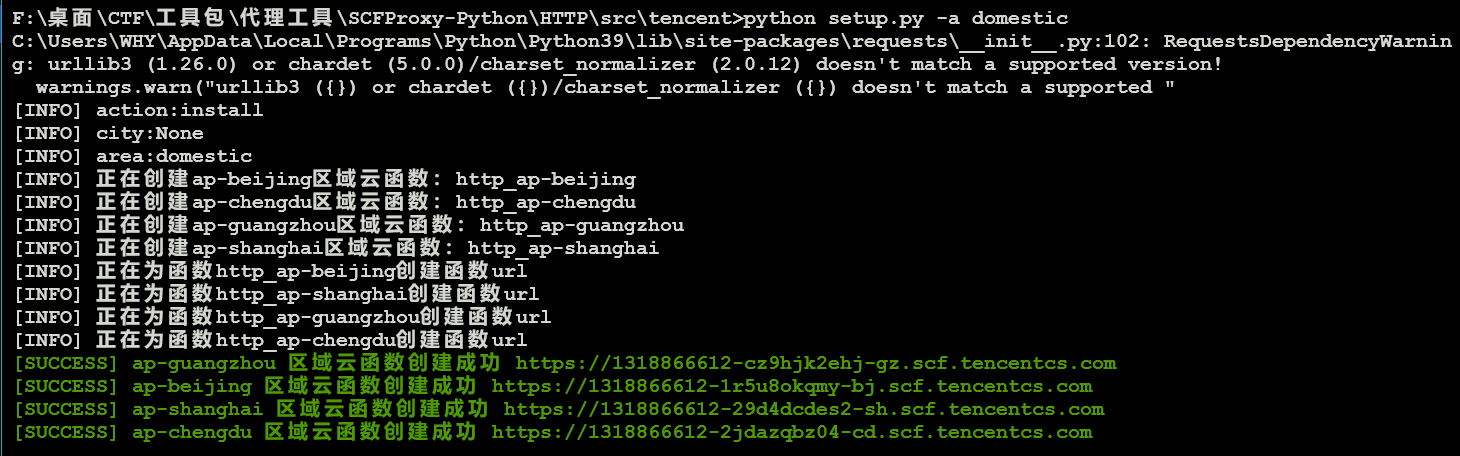 F:\桌面\CTF\工具包\代理工具\SCFProxy-Python\HTTP\src\tencent>python setup.py -a domestic
C:\Users\WHY\AppData\Local\Programs\Python\Python39\lib\site-packages\requests\__init__.py:102: RequestsDependencyWarnin
g: urllib3 (1.26.0) or chardet (5.0.0)/charset_normalizer (2.0.12) doesn't match a supported version!
  warnings.warn("urllib3 ({}) or chardet ({})/charset_normalizer ({}) doesn't match a supported "
[INFO] action:install
[INFO] city:None
[INFO] area:domestic
[INFO] 正在创建ap-beijing区域云函数: http_ap-beijing
[INFO] 正在创建ap-chengdu区域云函数: http_ap-chengdu
[INFO] 正在创建ap-guangzhou区域云函数: http_ap-guangzhou
[INFO] 正在创建ap-shanghai区域云函数: http_ap-shanghai
[INFO] 正在为函数http_ap-beijing创建函数url
[INFO] 正在为函数http_ap-shanghai创建函数url
[INFO] 正在为函数http_ap-guangzhou创建函数url
[INFO] 正在为函数http_ap-chengdu创建函数url
[SUCCESS] ap-guangzhou 区域云函数创建成功 https://1318866612-cz9hjk2ehj-gz.scf.tencentcs.com
[SUCCESS] ap-beijing 区域云函数创建成功 https://1318866612-1r5u8okqmy-bj.scf.tencentcs.com
[SUCCESS] ap-shanghai 区域云函数创建成功 https://1318866612-29d4dcdes2-sh.scf.tencentcs.com
[SUCCESS] ap-chengdu 区域云函数创建成功 https://1318866612-2jdazqbz04-cd.scf.tencentcs.com